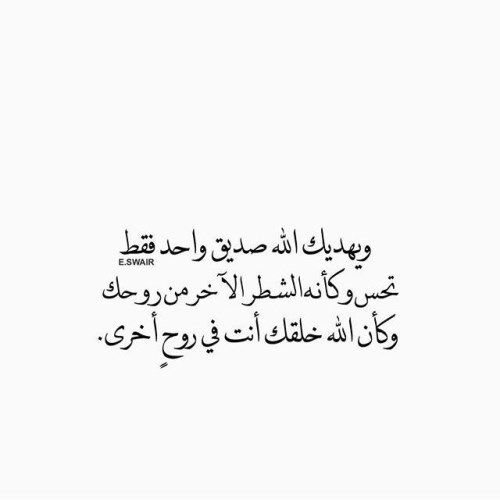 ويهديك الله صديق واحد فقط
E.SWAIR
تحس وكأنه الشطر الآخر من روحك
وكأن الله خلقك أنت في روحٍ أخرى.